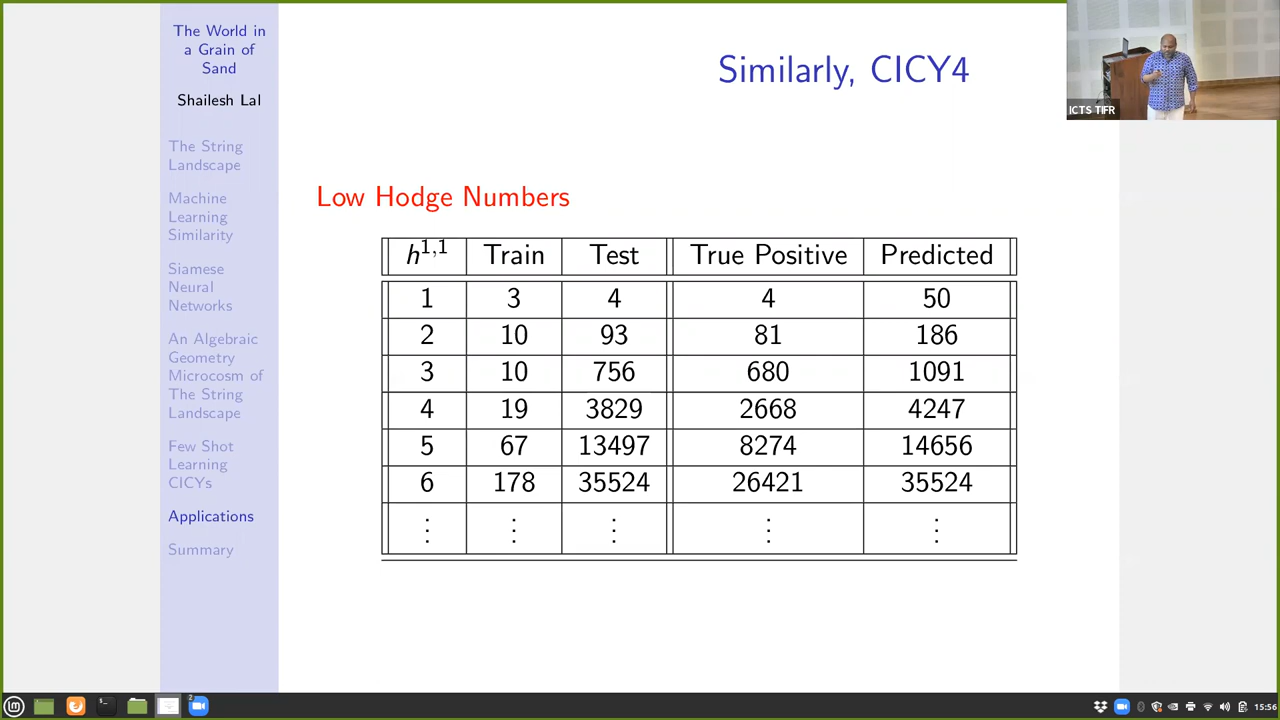 The World in
a Grain of
Sand
Shailesh Lal
The String
Landscape
Machine
Learning
Similarity
Siamese
Neural
Networks
An Algebraic
Geometry
Microcosm of
The String
Landscape
Few Shot
Learning
CICYs
Applications
Summary
Similarly, CICY4
ICTS TIFR
Low Hodge Numbers
h^{1,1} Train Test True Positive Predicted
1 3 4 4 50
2 10 93 81 186
3 10 756 680 1091
4 19 3829 2668 4247
5 67 13497 8274 14656
6 178 35524 26421 35524
⋮ ⋮ ⋮ ⋮ ⋮
2
15:56